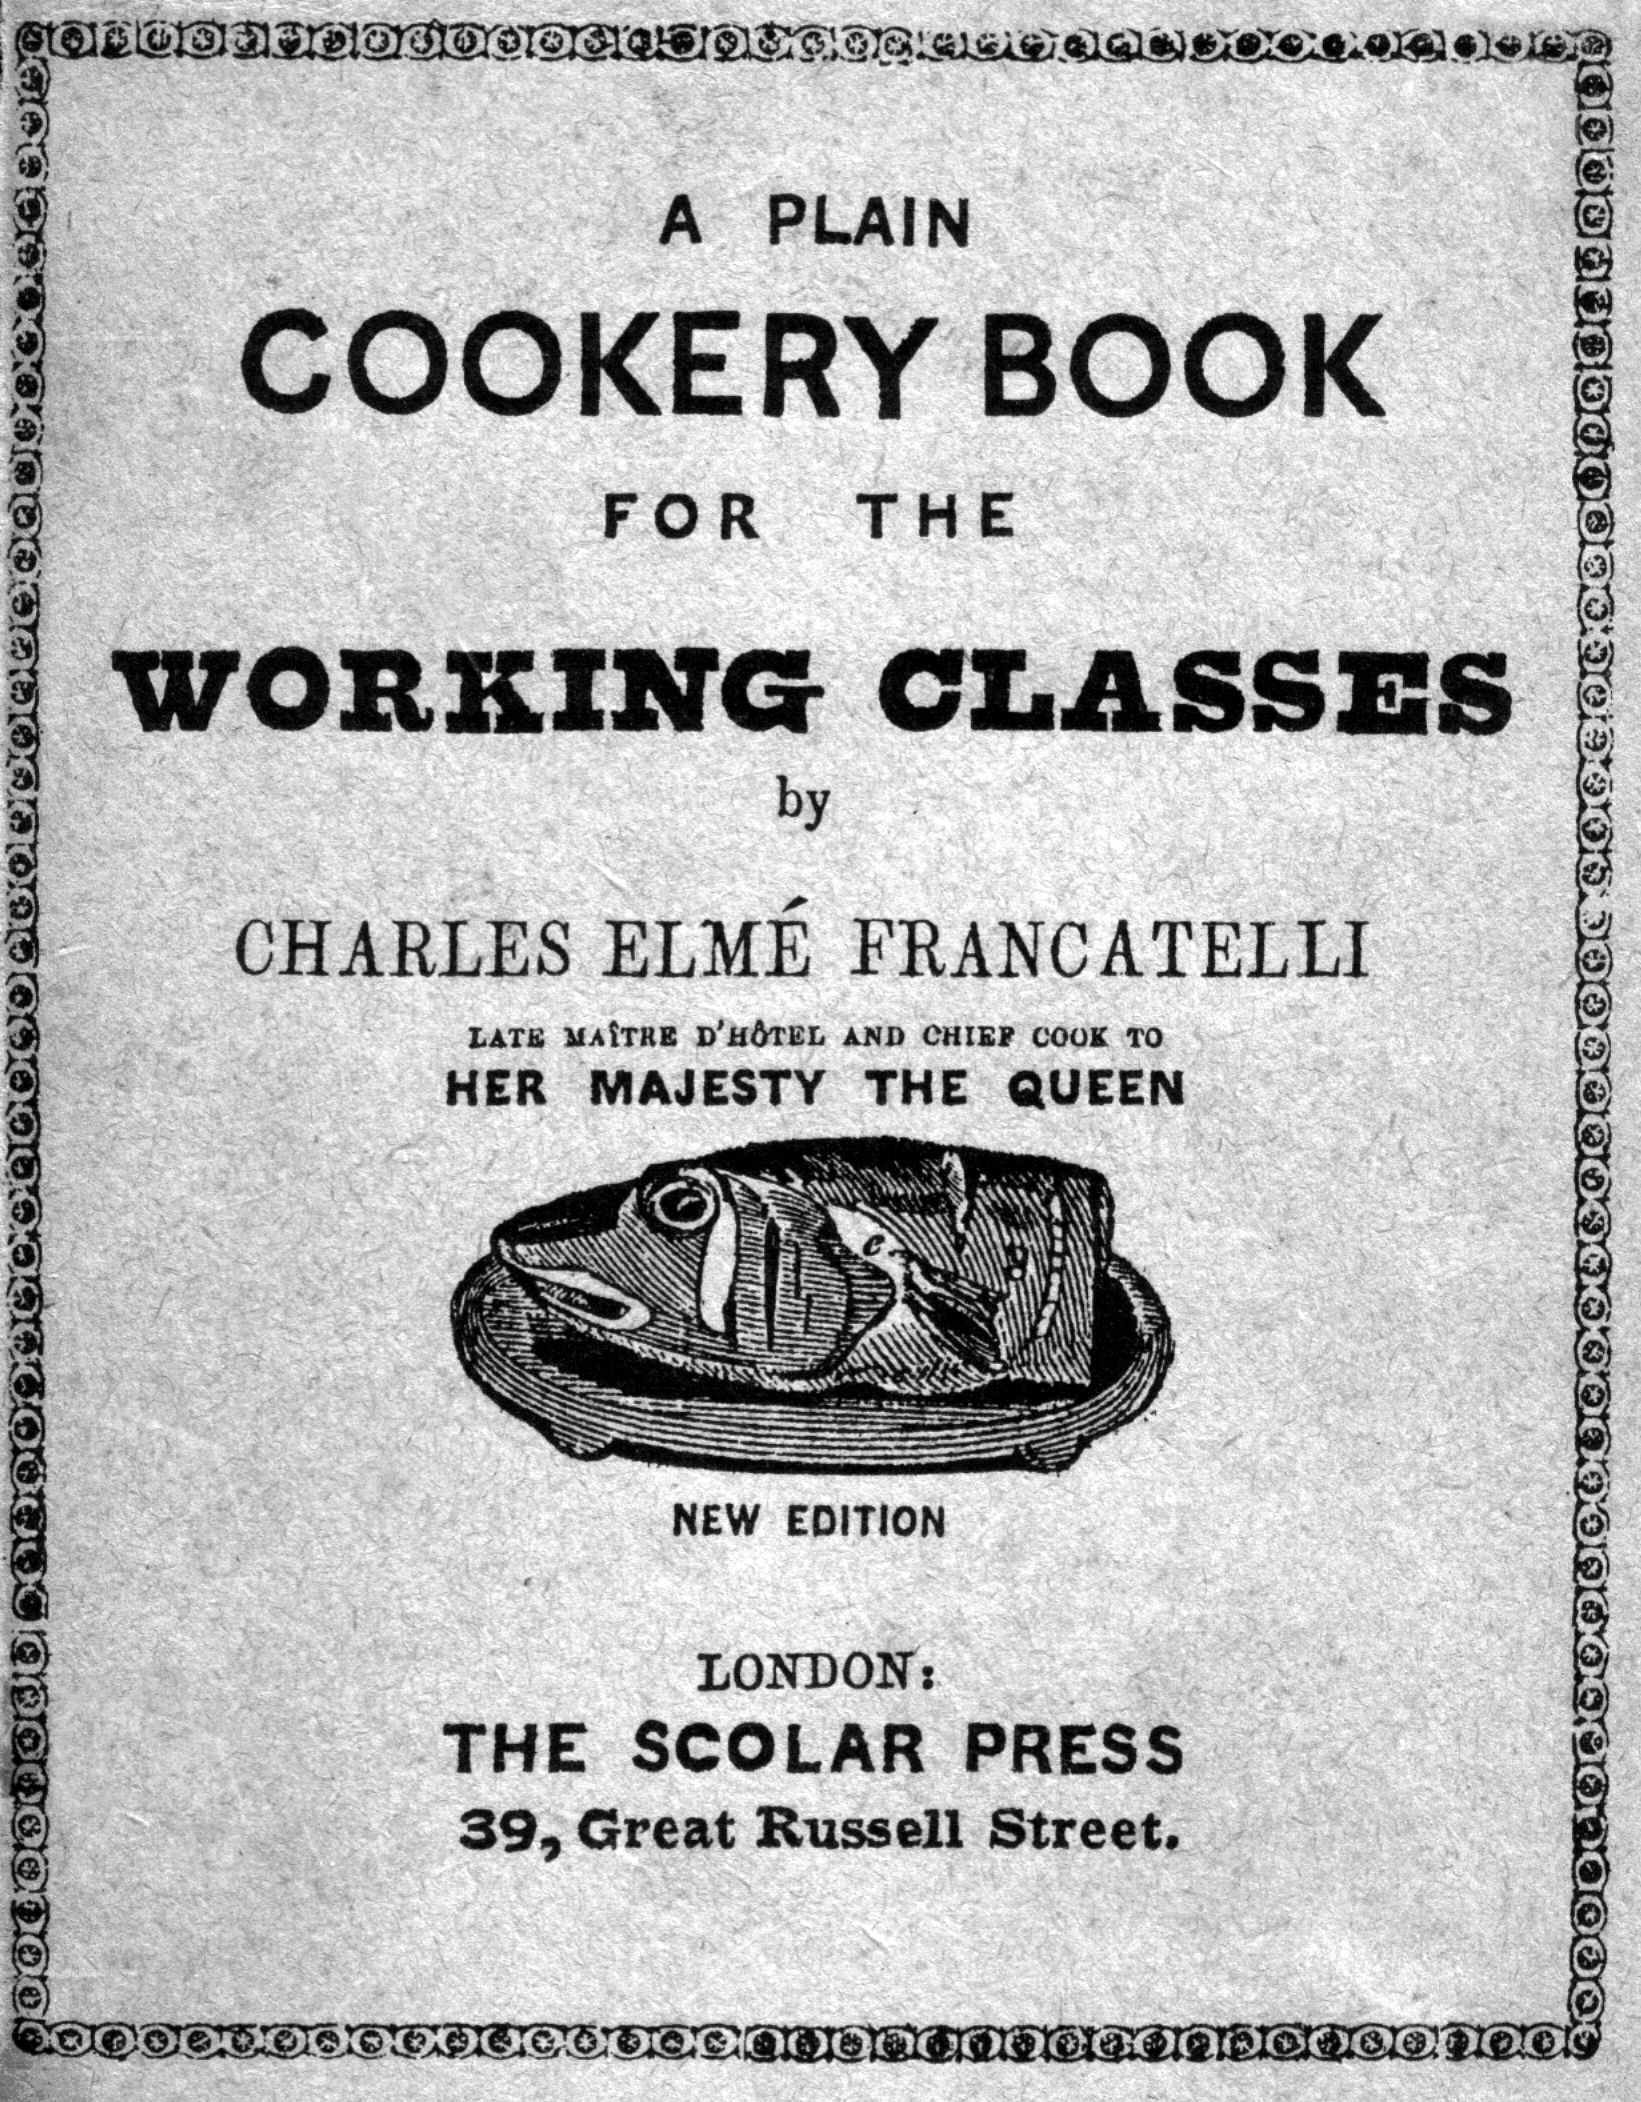 A PLAIN
COOKERY BOOK
FOR THE
WORKING CLASSES
by
CHARLES ELMÉ FRANCATELLI
LATE MAÎTRE D'HÔTEL AND CHIEF COOK TO
HER MAJESTY THE QUEEN
e
NEW EDITION
LONDON:
THE SCOLAR PRESS
39, Great Russell Street.